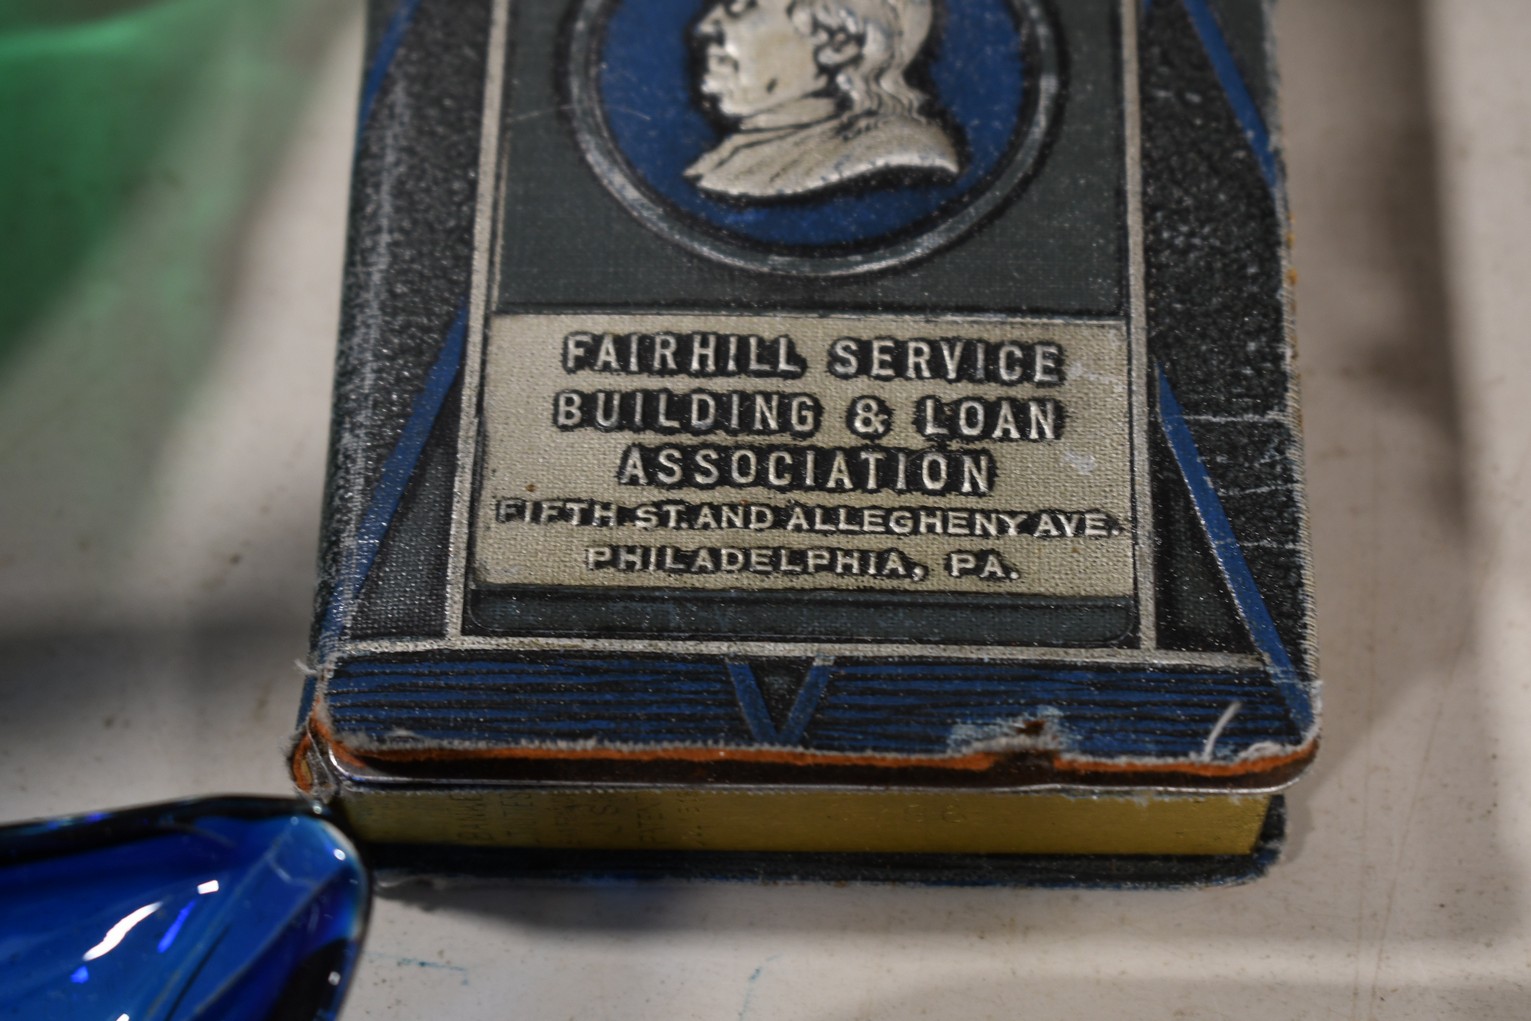 FAIRHILL SERVICE
BUILDING & LOAN
ASSOCIATION
FIFTH ST. AND ALLEGHENY AVE.
PHILADELPHIA, PA.